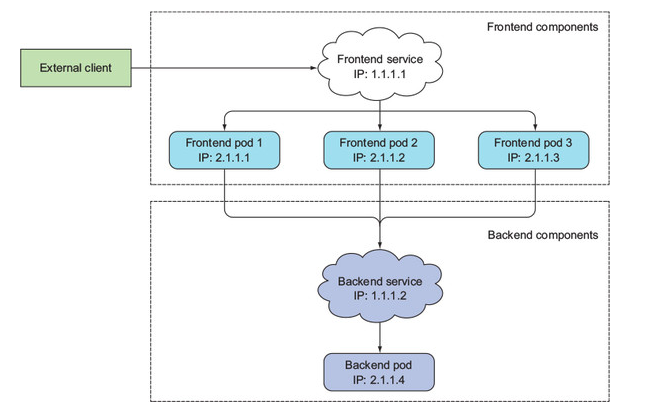 Frontend components
External client
Frontend service
IP: 1.1.1.1
Frontend pod 1
IP: 2.1.1.1
Frontend pod 2
IP: 2.1.1.2
Frontend pod 3
IP: 2.1.1.3
Backend components
Backend service
IP: 1.1.1.2
Backend pod
IP: 2.1.1.4